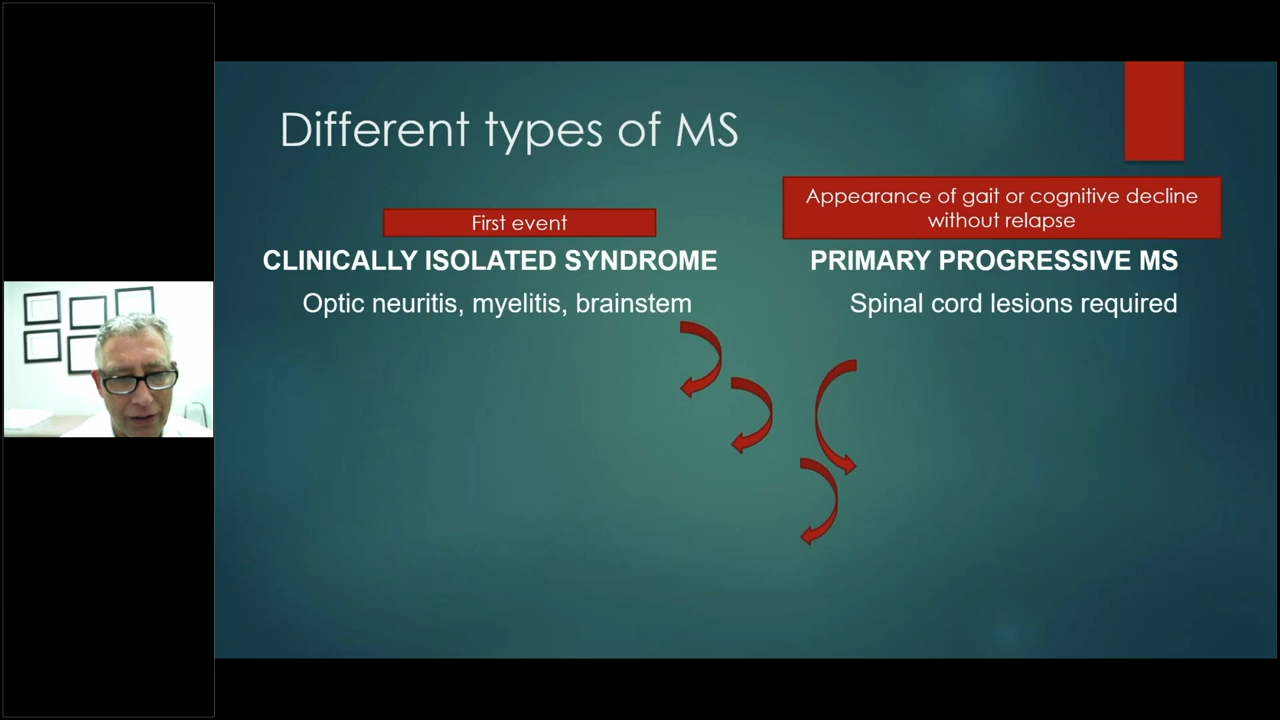 Different types of MS
First event
CLINICALLY ISOLATED SYNDROME
Optic neuritis, myelitis, brainstem
Appearance of gait or cognitive decline
without relapse
PRIMARY PROGRESSIVE MS
Spinal cord lesions required